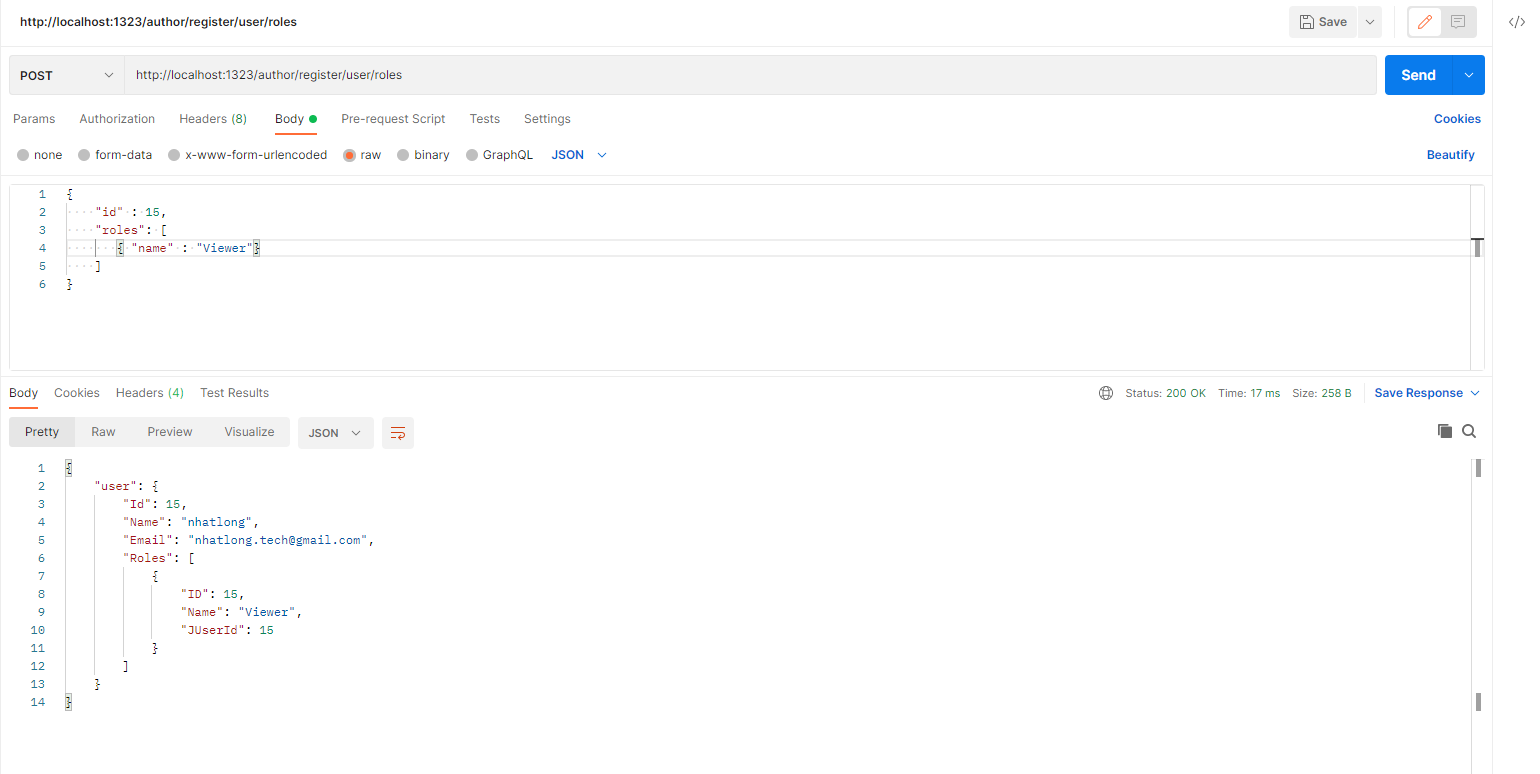 http://localhost:1323/author/register/user/roles
Save
POST
http://localhost:1323/author/register/user/roles
Send
Params Authorization Headers (8) Body Pre-request Script Tests Settings Cookies
none form-data x-www-form-urlencoded raw binary GraphQL JSON Beautify
1 {
2 "id" : 15,
3 "roles": [
4 { "name" : "Viewer"}
5 ]
6 }
Body Cookies Headers (4) Test Results Status: 200 OK Time: 17 ms Size: 258 B Save Response
Pretty Raw Preview Visualize JSON
1 {
2 "user": {
3 "Id": 15,
4 "Name": "nhatlong",
5 "Email": "nhatlong.tech@gmail.com",
6 "Roles": [
7 {
8 "ID": 15,
9 "Name": "Viewer",
10 "JUserId": 15
11 }
12 ]
13 }
14 }